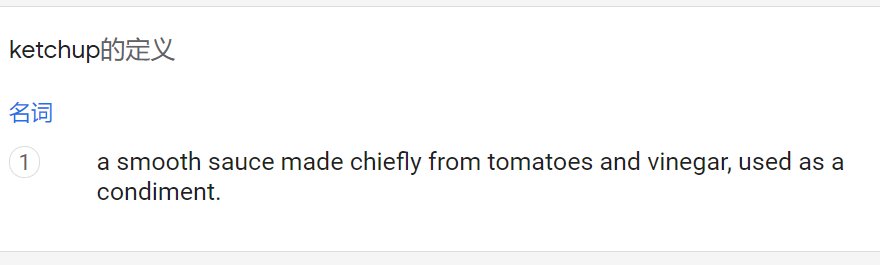 ketchup的定义
名词
1
a smooth sauce made chiefly from tomatoes and vinegar, used as a
condiment.